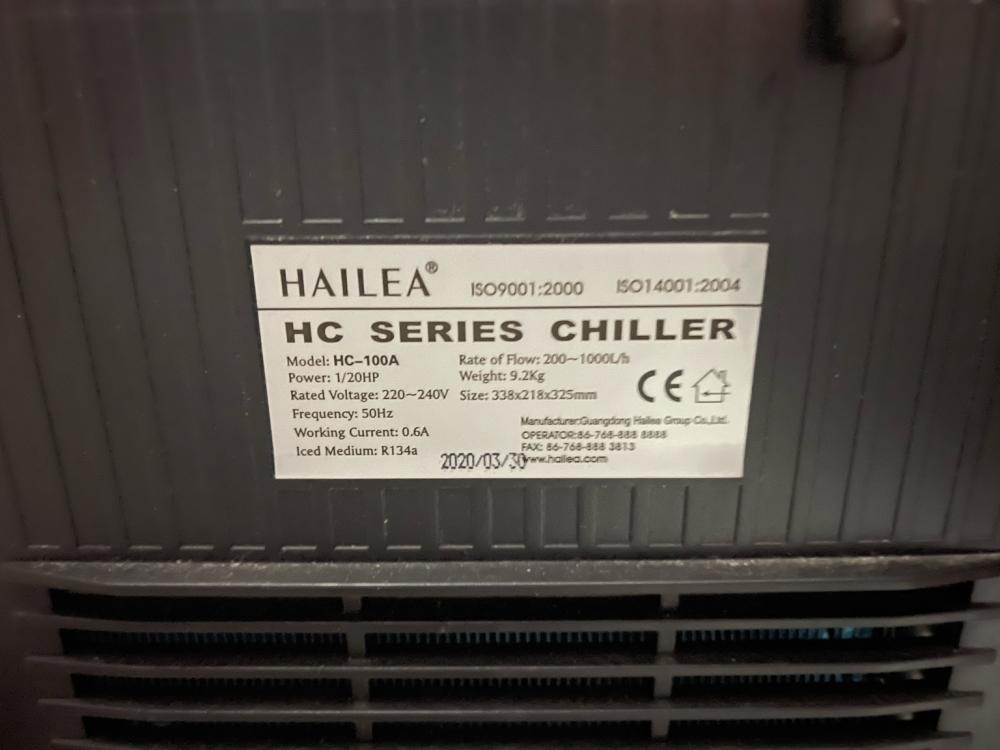 HAILEA® ISO9001:2000 ISO14001:2004
HC SERIES CHILLER
Model: HC-100A Rate of Flow: 200~1000L/h
Power: 1/20HP Weight: 9.2Kg
Rated Voltage: 220~240V Size: 338x218x325mm
Frequency: 50Hz
Working Current: 0.6A
Iced Medium: R134a
CE
Manufacturer:Guangdong Hailea Group Co.,Ltd.
OPERATOR:86-768-888 8888
FAX: 86-768-888 3813
www.hailea.com
2020/03/30